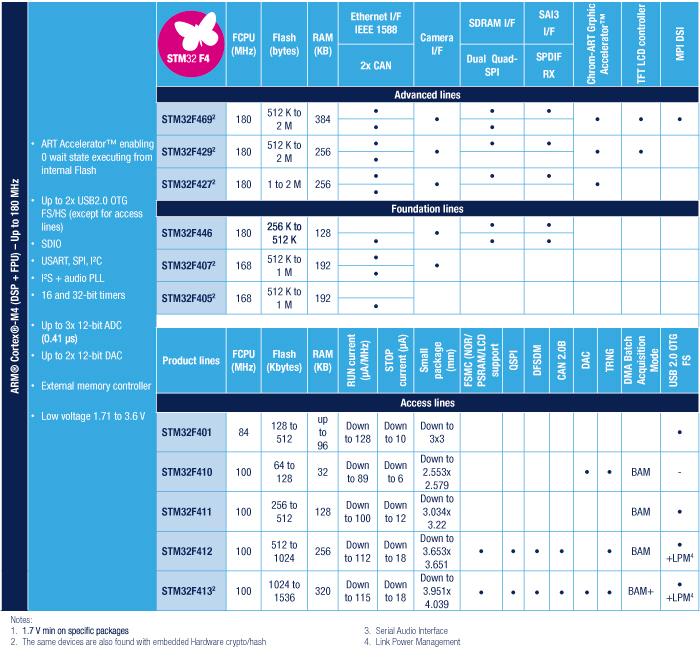 ARM® Cortex®-M4 (DSP + FPU) – Up to 180 MHz
• ART Accelerator™ enabling
0 wait state executing from
internal Flash
• Up to 2x USB2.0 OTG
FS/HS (except for access
lines)
• SDIO
• USART, SPI, I²C
• I²S + audio PLL
• 16 and 32-bit timers
• Up to 3x 12-bit ADC
(0.41 µs)
• Up to 2x 12-bit DAC
• External memory controller
• Low voltage 1.71 to 3.6 V
STM32 F4
FCPU
(MHz)
Flash
(bytes)
RAM
(KB)
Ethernet I/F
IEEE 1588
2x CAN
Camera
I/F
SDRAM I/F
Dual Quad-
SPI
SAI3
I/F
SPDIF
RX
Chrom-ART Grphic
Accelerator™
TFT LCD controller
MPI DSI
Advanced lines
STM32F469² 180 512 K to 384 • • • • • • •
2 M • •
STM32F429² 180 512 K to 256 • • • • • •
2 M •
STM32F427² 180 1 to 2 M 256 • • • • •
•
Foundation lines
STM32F446 180 256 K to 128 • • •
512 K • • •
STM32F407² 168 512 K to 192 • •
1 M •
STM32F405² 168 512 K to 192
1 M •
Product lines
FCPU
(MHz)
Flash
(Kbytes)
RAM
(KB)
RUN current
(µA/MHz)
STOP
current (µA)
Small
package
(mm)
FSMC (NOR/
PSRAM/LCD
support
QSPI
DFSDM
CAN 2.0B
DAC
TRNG
DMA Batch
Acquisition
Mode
USB 2.0 OTG
FS
Access lines
STM32F401 84 128 to 512 up to 96 Down to 128 Down to 10 Down to 3x3 •
STM32F410 100 64 to 128 32 Down to 89 Down to 6 Down to 2.553x 2.579 • • BAM -
STM32F411 100 256 to 512 128 Down to 100 Down to 12 Down to 3.034x 3.22 BAM •
STM32F412 100 512 to 1024 256 Down to 112 Down to 18 Down to 3.653x 3.651 • • • • • BAM • +LPM⁴
STM32F413² 100 1024 to 1536 320 Down to 115 Down to 18 Down to 3.951x 4.039 • • • • • • BAM+ • +LPM⁴
Notes:
1. 1.7 V min on specific packages
2. The same devices are also found with embedded Hardware crypto/hash
3. Serial Audio Interface
4. Link Power Management